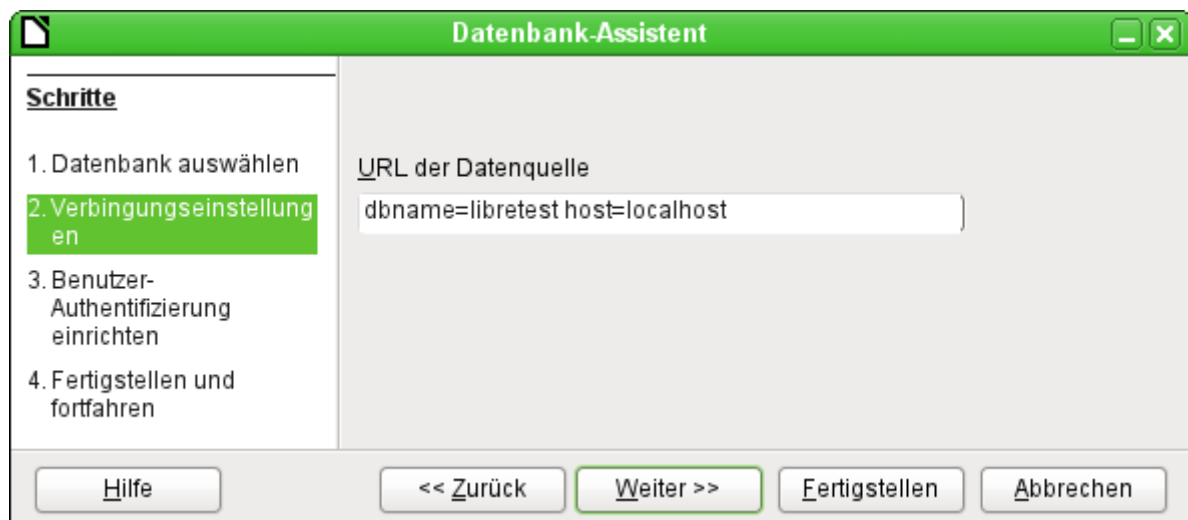 Datenbank-Assistent
Schritte
1. Datenbank auswählen
2. Verbingungseinstellung
en
3. Benutzer-
Authentifizierung
einrichten
4. Fertigstellen und
fortfahren
URL der Datenquelle
dbname=libretest host=localhost
Hilfe
<< Zurück
Weiter >>
Fertigstellen
Abbrechen